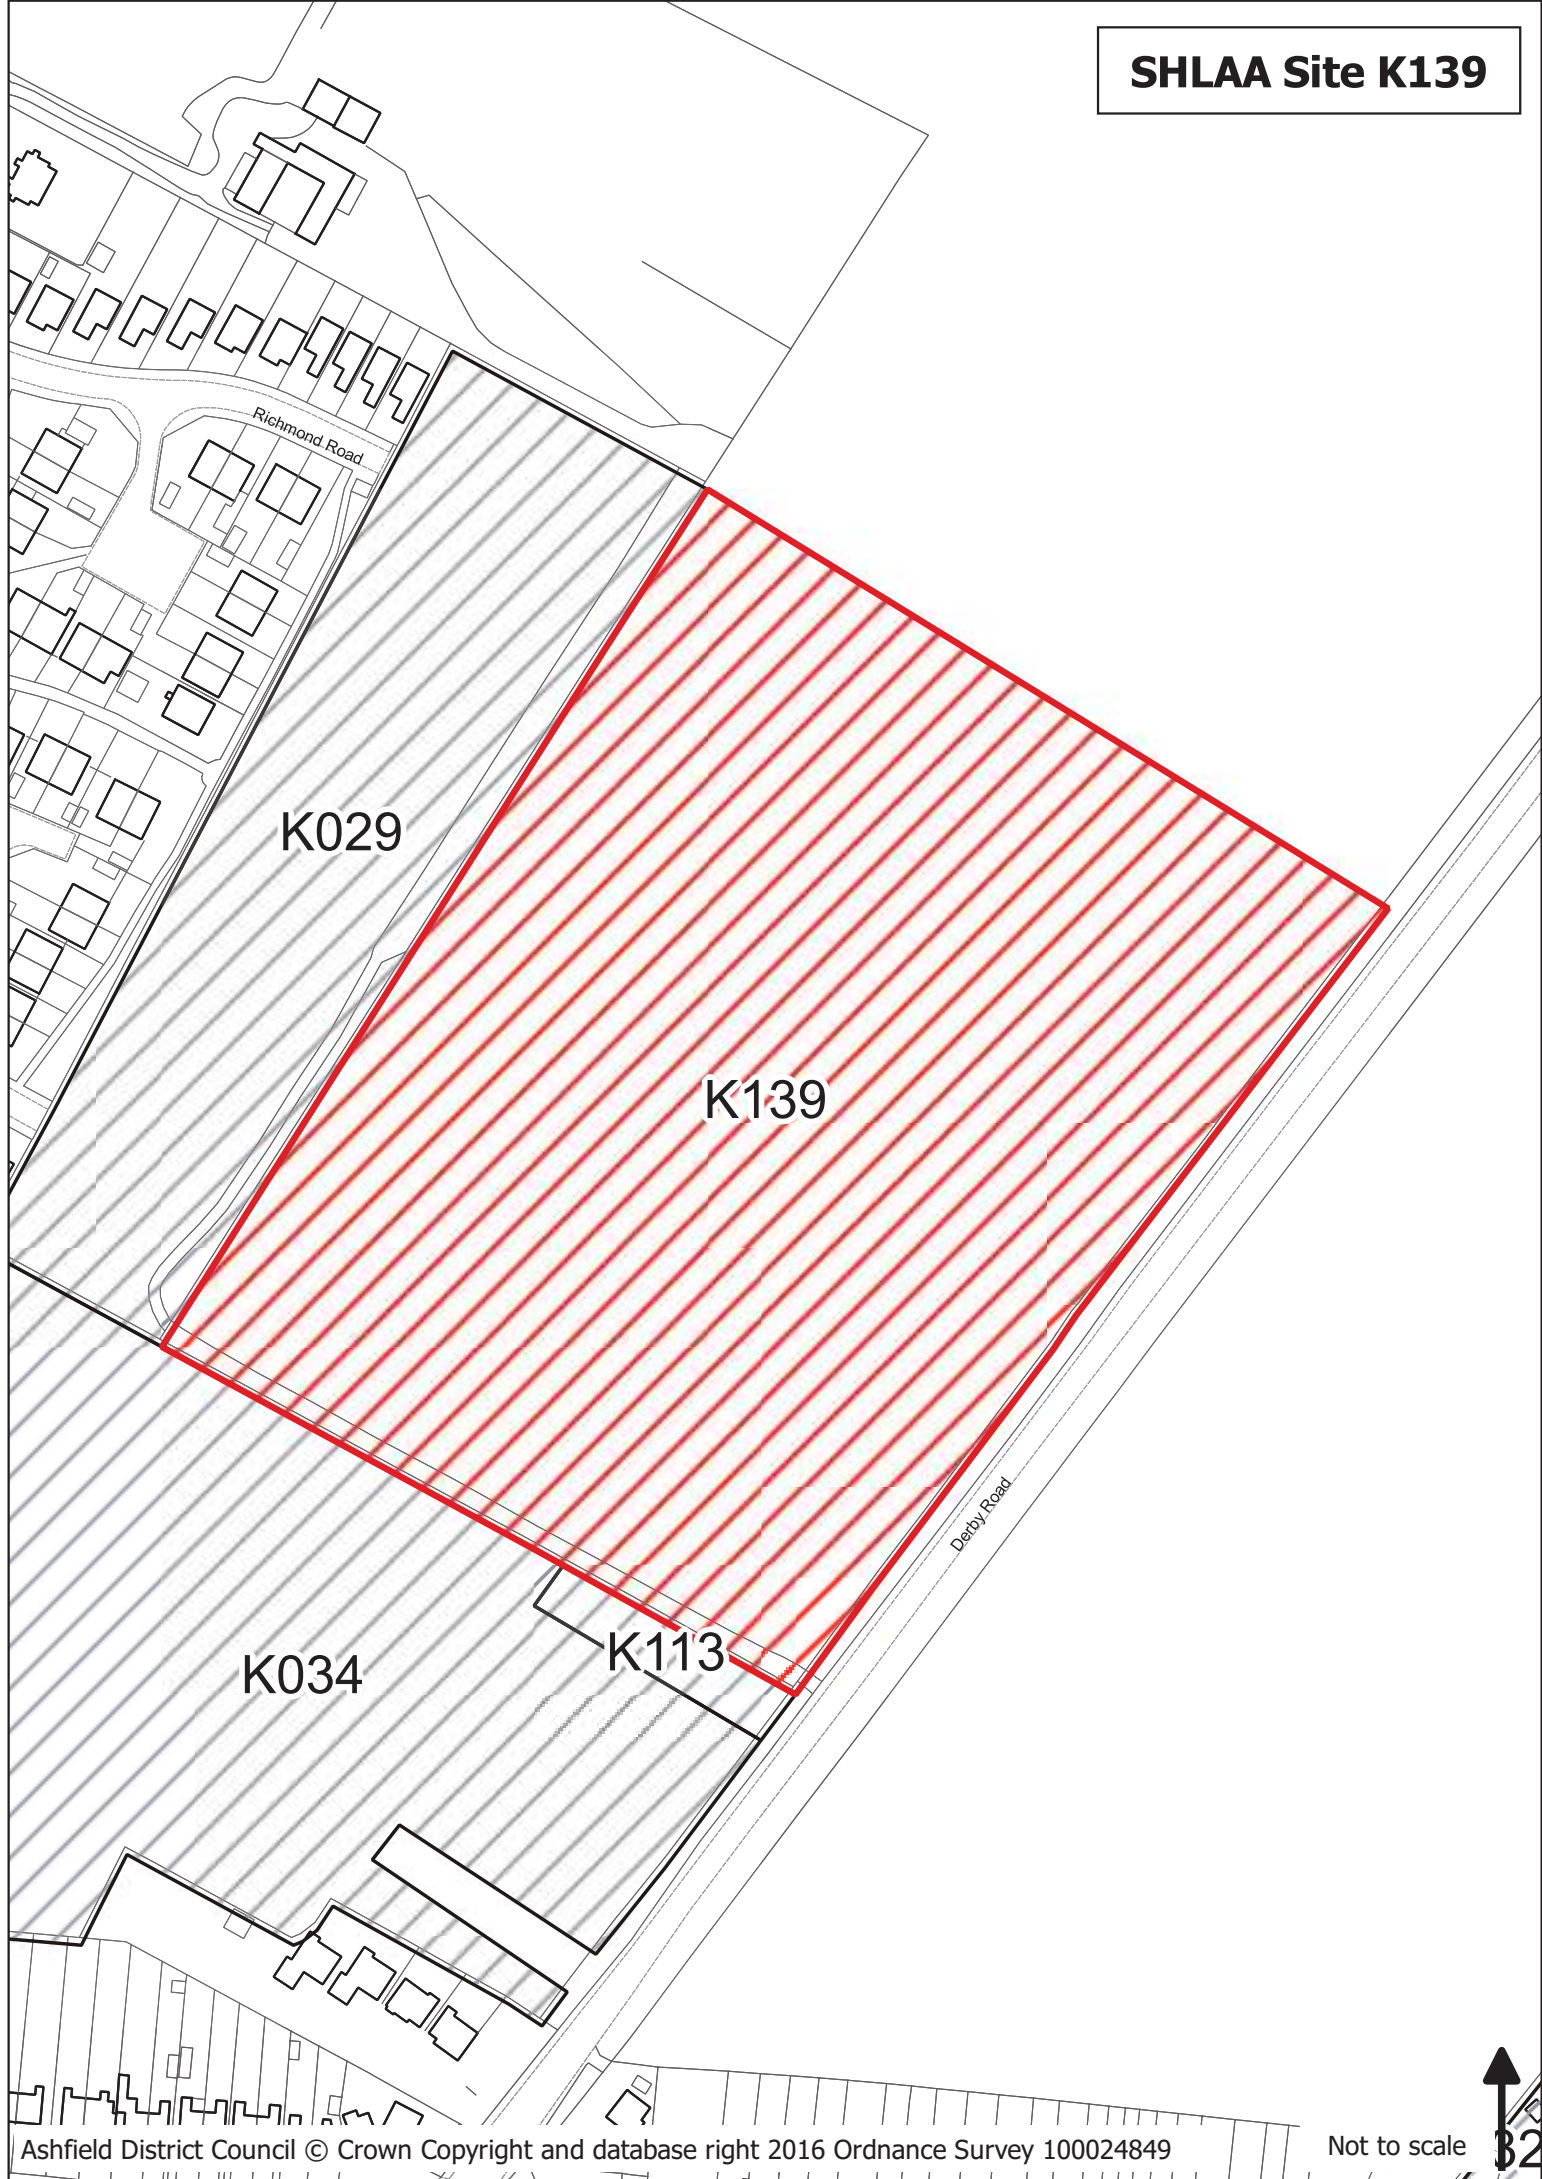 SHLAA Site K139
Richmond Road
K029
K139
Derby Road
K113
K034
Ashfield District Council © Crown Copyright and database right 2016 Ordnance Survey 100024849
Not to scale